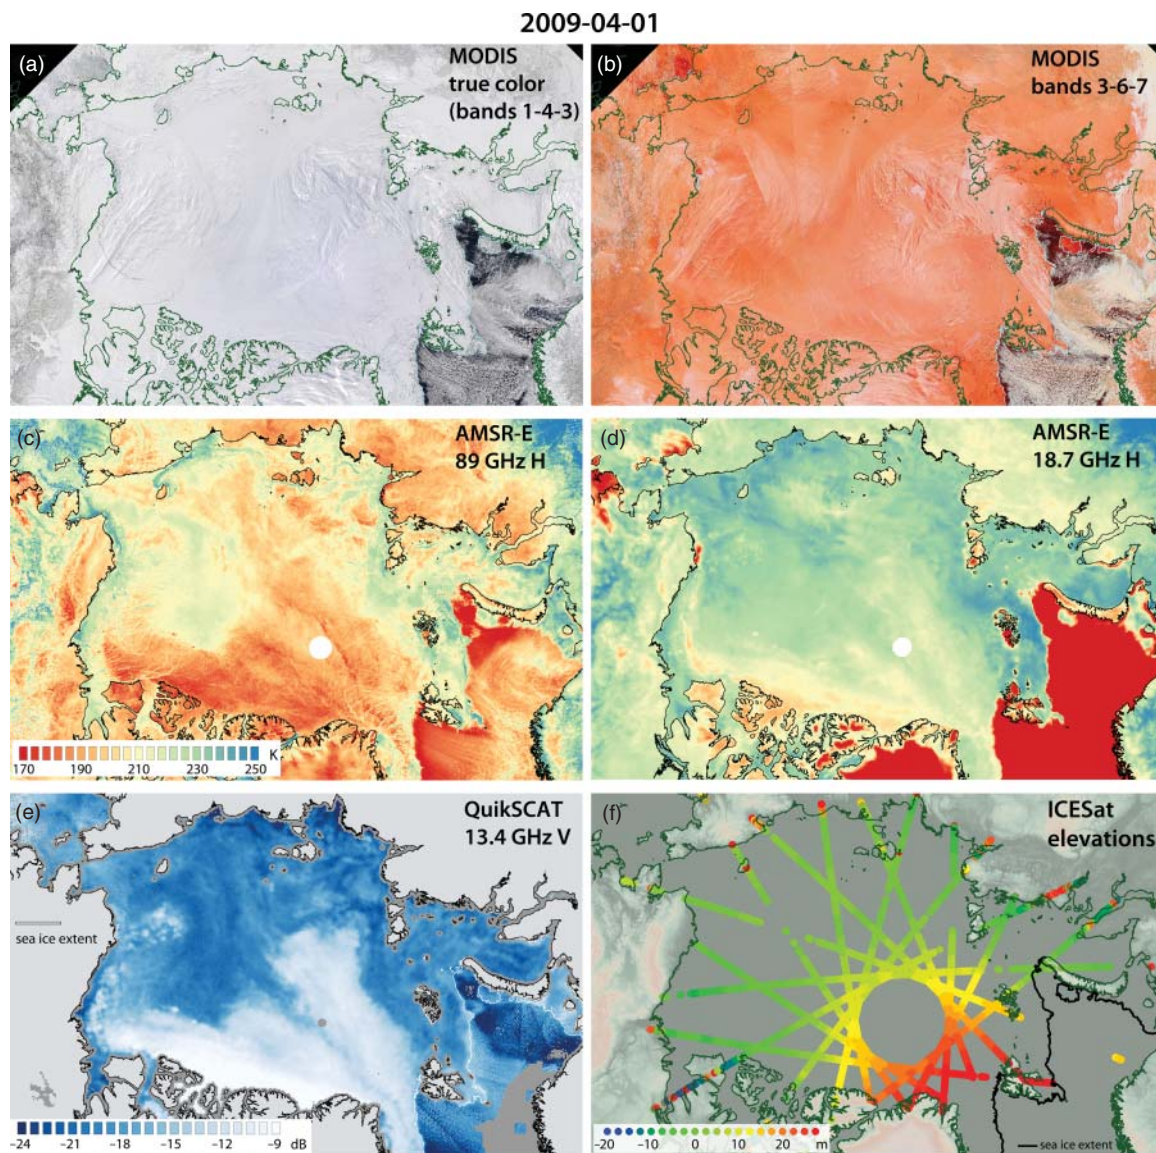 2009-04-01
(a)
MODIS
true color
(bands 1-4-3)
(b)
MODIS
bands 3-6-7
(c)
AMSR-E
89 GHz H
K
170 190 210 230 250
(d)
AMSR-E
18.7 GHz H
(e)
QuikSCAT
13.4 GHz V
sea ice extent
−24 −21 −18 −15 −12 −9 dB
(f)
ICESat
elevations
−20 −10 0 10 20 m
sea ice extent